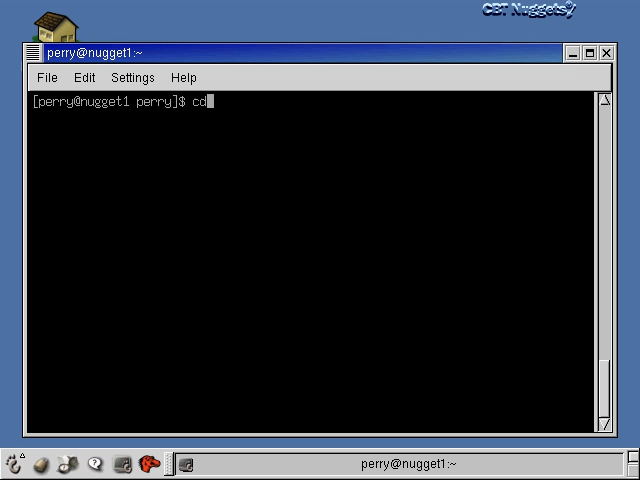 CBT Nuggets
perry@nugget1:~
File Edit Settings Help
[perry@nugget1 perry]$ cd
perry@nugget1:~